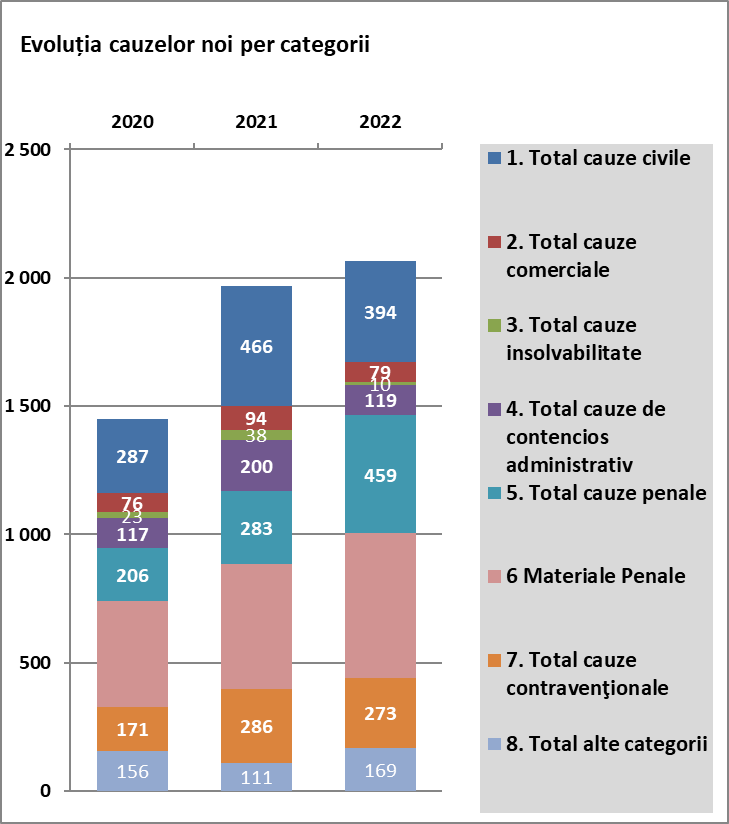 Evoluția cauzelor noi per categorii
2020 2021 2022
2 500
2 000
1 500
1 000
500
0
287
76
23
117
206
171
156
466
94
38
200
283
286
111
394
79
10
119
459
273
169
1. Total cauze civile
2. Total cauze
comerciale
3. Total cauze
insolvabilitate
4. Total cauze de
contencios
administrativ
5. Total cauze penale
6 Materiale Penale
7. Total cauze
contravenţionale
8. Total alte categorii